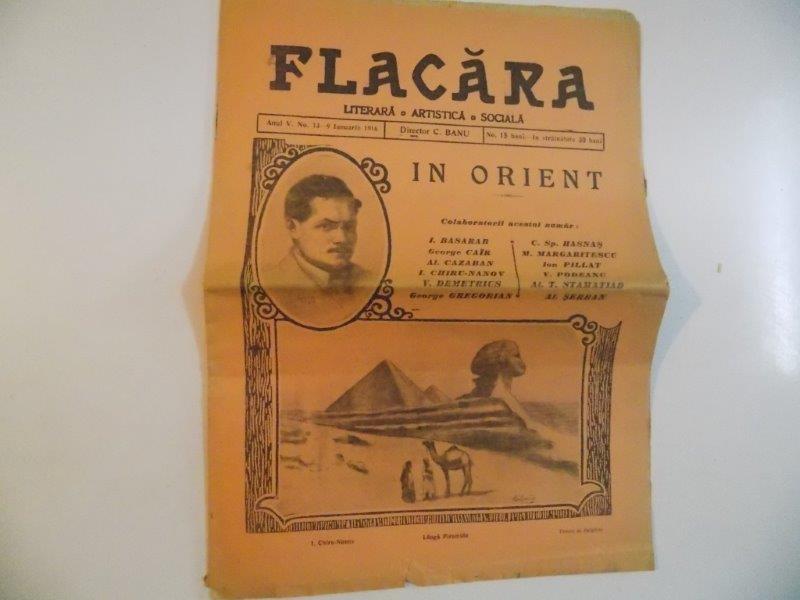 FLACĂRA
LITERARĂ • ARTISTICĂ • SOCIALĂ
Anul V. No. 13—9 Ianuarie 1916
Director C. BANU
No. 15 bani—In străinătate 30 bani
IN ORIENT
Colaboratorii acestui număr:
I. BASARAB
George CAÏR
Al. CAZABAN
I. CHIRU-NANOV
V. DEMETRIUS
George GREGORIAN
C. Sp. HASNAȘ
M. MARGARITESCU
Ion PILLAT
V. PODEANU
Al. T. STAMATIAD
Al. ȘERBAN
I. Chiru-Nanov
Lângă Piramide